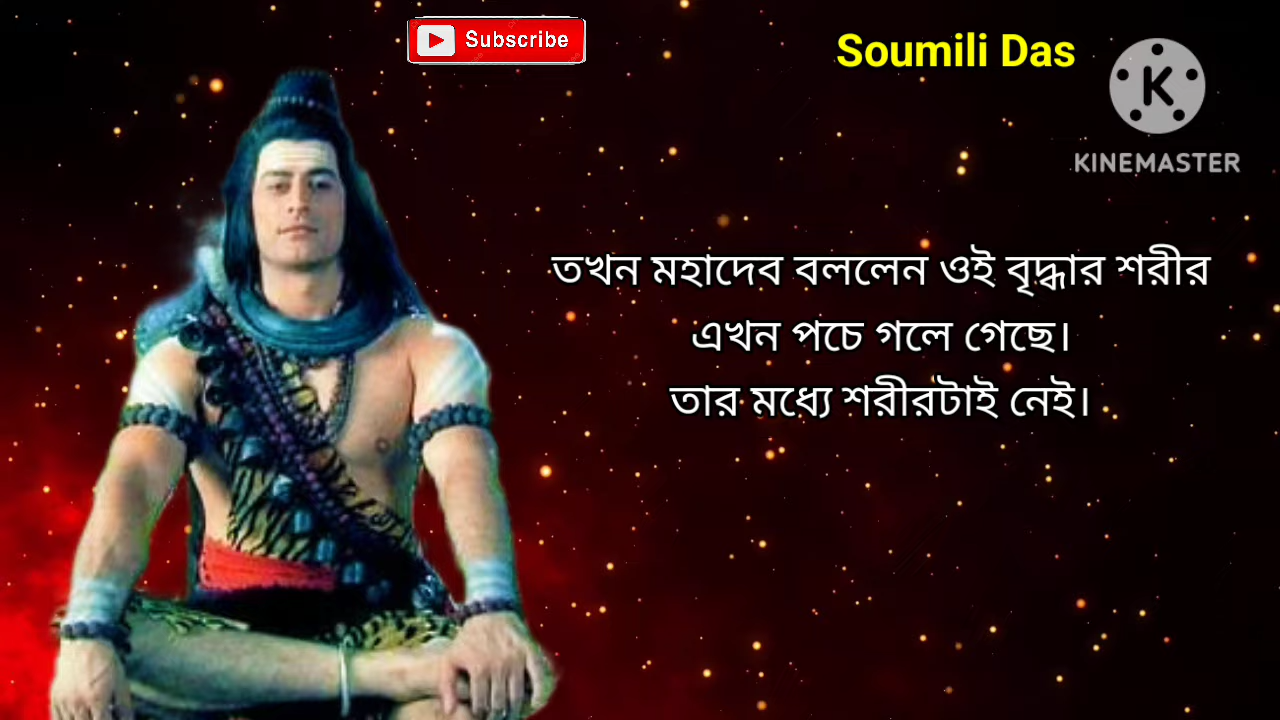 Subscribe
Soumili Das
K
KINEMASTER
তখন মহাদেব বললেন ওই বৃদ্ধার শরীর
এখন পচে গলে গেছে।
তার মধ্যে শরীরটাই নেই।